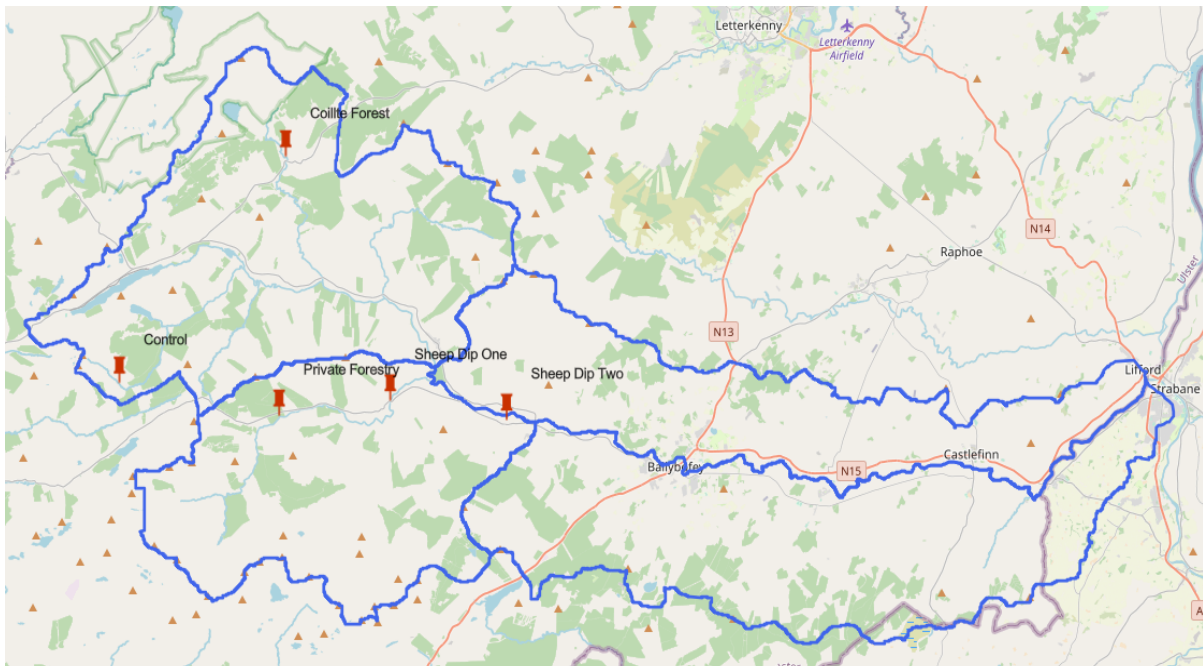 Letterkenny
Letterkenny
Airfield
Coillte Forest
N14
Raphoe
Ulster
N13
Control
Sheep Dip One
Private Forestry
Sheep Dip Two
Lifford
Strabane
Castlefinn
Ballybofey
N15
A